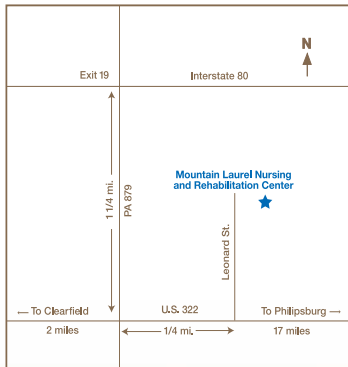 N
Exit 19
Interstate 80
Mountain Laurel Nursing
and Rehabilitation Center
1 1/4 mi.
PA 879
Leonard St.
← To Clearfield
U.S. 322
To Philipsburg →
2 miles
1/4 mi.
17 miles